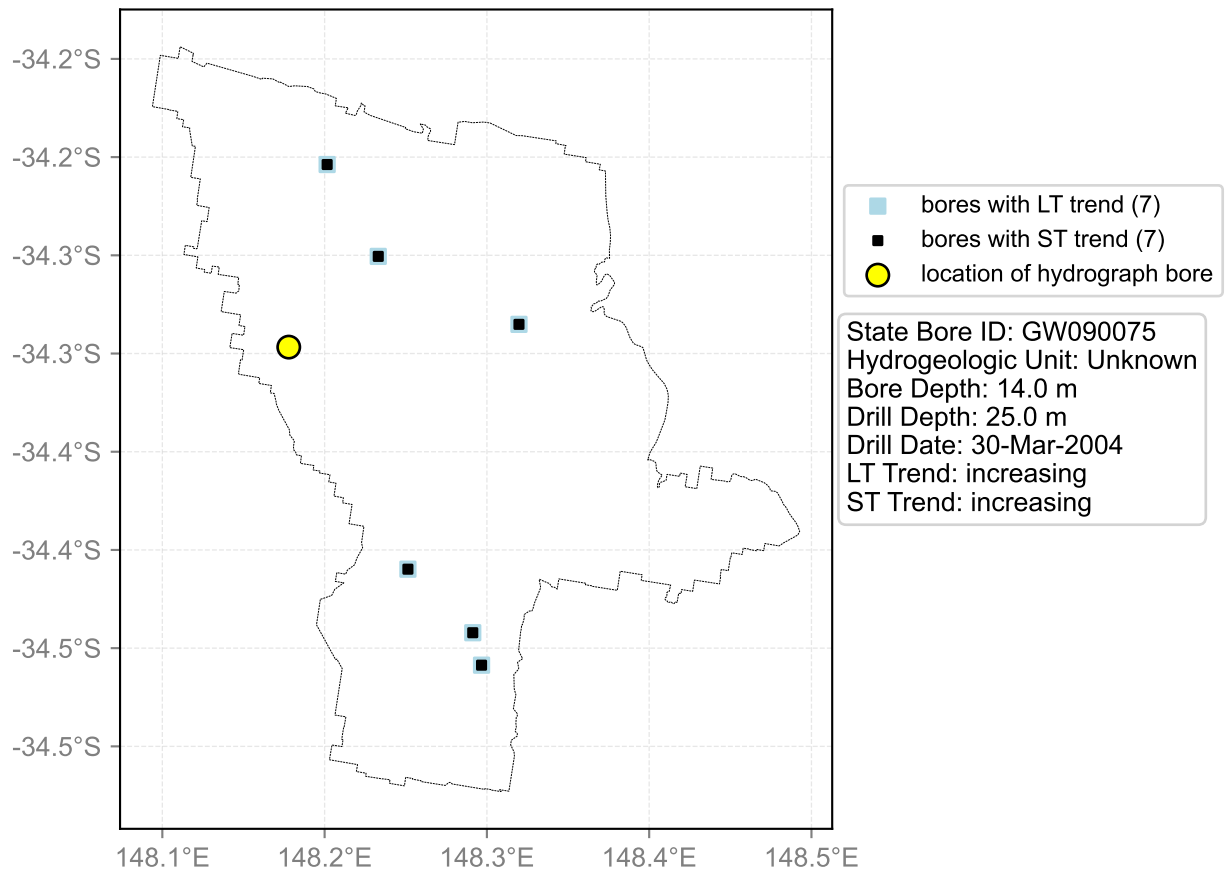 -34.2°S
-34.2°S
-34.3°S
-34.3°S
-34.4°S
-34.4°S
-34.5°S
-34.5°S
148.1°E
148.2°E
148.3°E
148.4°E
148.5°E
bores with LT trend (7)
bores with ST trend (7)
location of hydrograph bore
State Bore ID: GW090075
Hydrogeologic Unit: Unknown
Bore Depth: 14.0 m
Drill Depth: 25.0 m
Drill Date: 30-Mar-2004
LT Trend: increasing
ST Trend: increasing